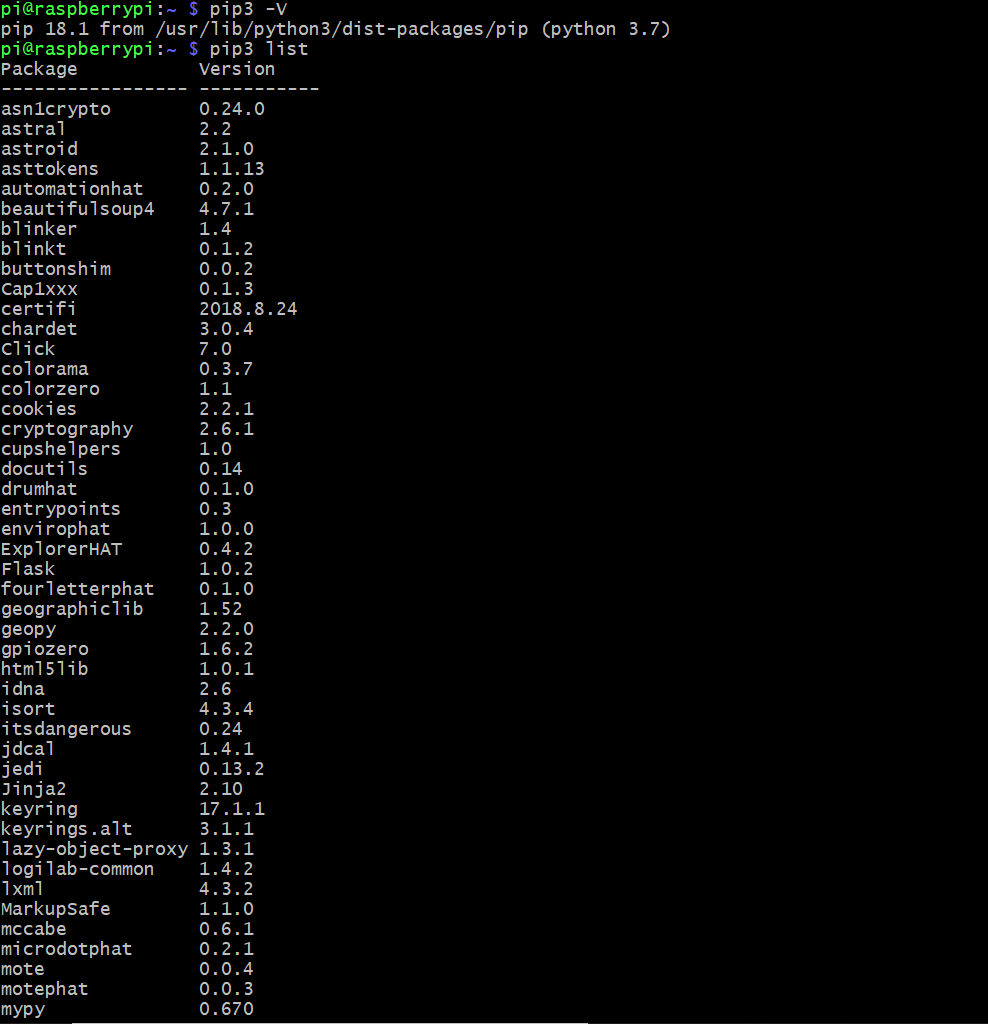 pi@raspberrypi:~ $ pip3 -V
pip 18.1 from /usr/lib/python3/dist-packages/pip (python 3.7)
pi@raspberrypi:~ $ pip3 list
Package           Version
----------------- -----------
asn1crypto        0.24.0
astral            2.2
astroid           2.1.0
asttokens         1.1.13
automationhat     0.2.0
beautifulsoup4    4.7.1
blinker           1.4
blinkt            0.1.2
buttonshim        0.0.2
Cap1xxx           0.1.3
certifi           2018.8.24
chardet           3.0.4
Click             7.0
colorama          0.3.7
colorzero         1.1
cookies           2.2.1
cryptography      2.6.1
cupshelpers       1.0
docutils          0.14
drumhat           0.1.0
entrypoints       0.3
envirophat        1.0.0
ExplorerHAT       0.4.2
Flask             1.0.2
fourletterphat    0.1.0
geographiclib     1.52
geopy             2.2.0
gpiozero          1.6.2
html5lib          1.0.1
idna              2.6
isort             4.3.4
itsdangerous      0.24
jdcal             1.4.1
jedi              0.13.2
Jinja2            2.10
keyring           17.1.1
keyrings.alt      3.1.1
lazy-object-proxy 1.3.1
logilab-common    1.4.2
lxml              4.3.2
MarkupSafe        1.1.0
mccabe            0.6.1
microdotphat      0.2.1
mote              0.0.4
motephat          0.0.3
mypy              0.670